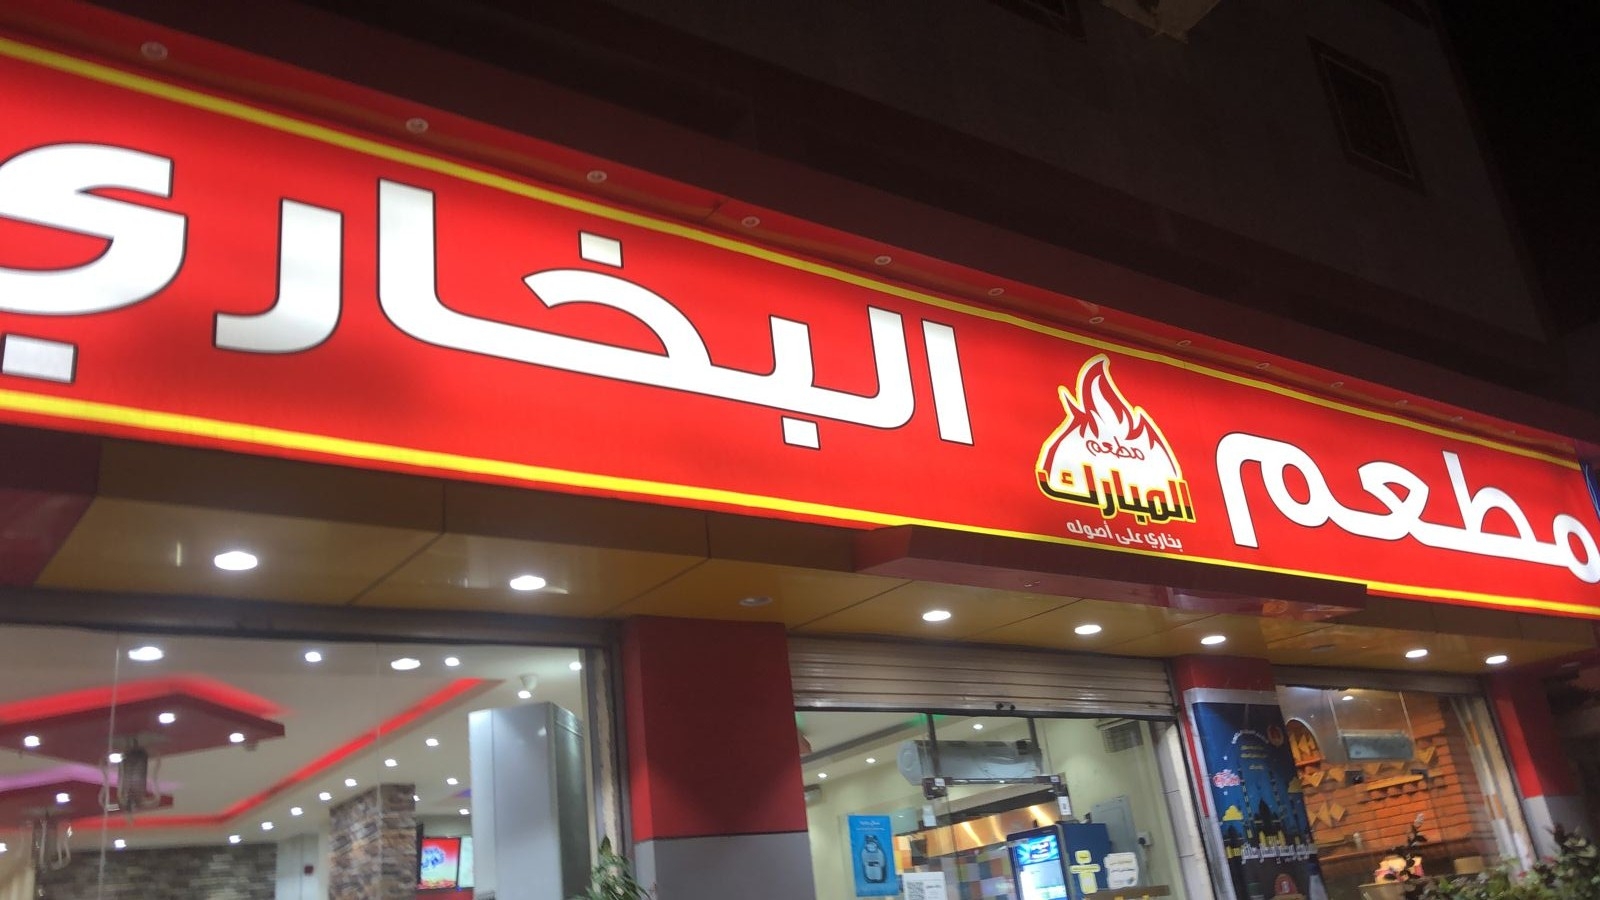 مطعم البخاري
مطعم
المبارك
بخاري على أصوله